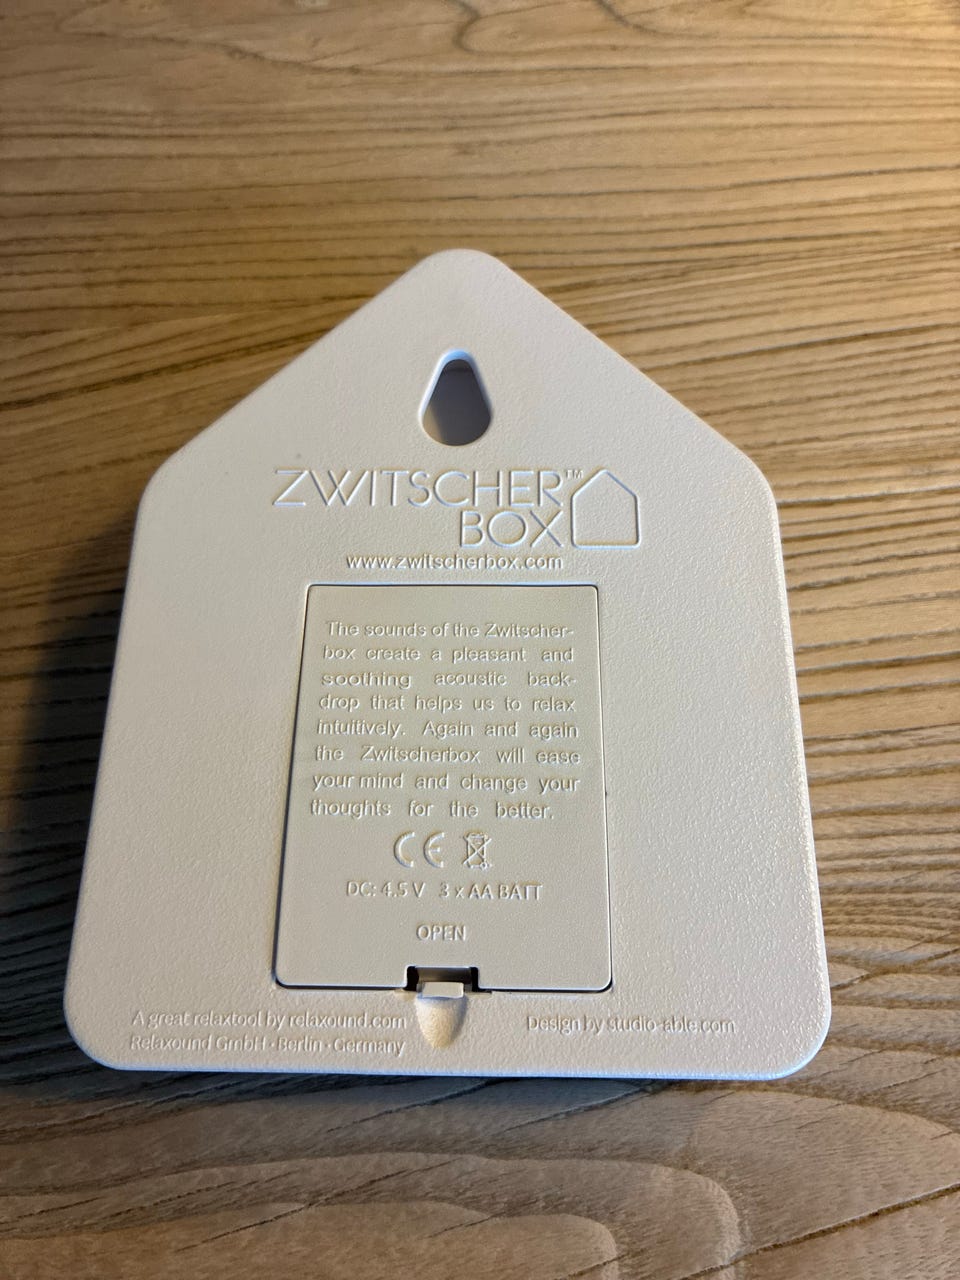 ZWITSCHER™
BOX
www.zwitscherbox.com
The sounds of the Zwitscher-
box create a pleasant and
soothing acoustic back-
drop that helps us to relax
intuitively. Again and again
the Zwitscherbox will ease
your mind and change your
thoughts for the better.
CE
DC: 4.5 V 3 x AA BATT
OPEN
A great relaxtool by relaxound.com
Relaxound GmbH · Berlin · Germany
Design by studio-able.com